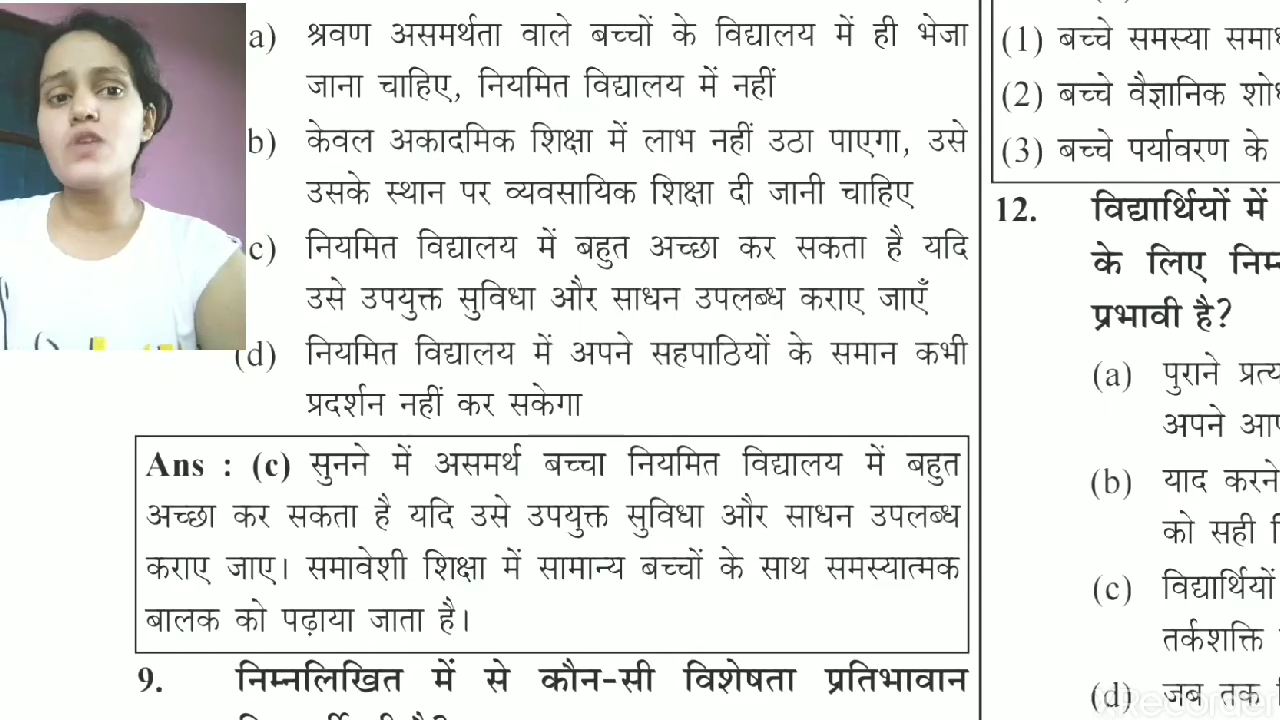 a) श्रवण असमर्थता वाले बच्चों के विद्यालय में ही भेजा
जाना चाहिए, नियमित विद्यालय में नहीं
b) केवल अकादमिक शिक्षा में लाभ नहीं उठा पाएगा, उसे
उसके स्थान पर व्यवसायिक शिक्षा दी जानी चाहिए
c) नियमित विद्यालय में बहुत अच्छा कर सकता है यदि
उसे उपयुक्त सुविधा और साधन उपलब्ध कराए जाएँ
(d) नियमित विद्यालय में अपने सहपाठियों के समान कभी
प्रदर्शन नहीं कर सकेगा
Ans : (c) सुनने में असमर्थ बच्चा नियमित विद्यालय में बहुत
अच्छा कर सकता है यदि उसे उपयुक्त सुविधा और साधन उपलब्ध
कराए जाए। समावेशी शिक्षा में सामान्य बच्चों के साथ समस्यात्मक
बालक को पढ़ाया जाता है।
9. निम्नलिखित में से कौन-सी विशेषता प्रतिभावान
(1) बच्चे समस्या
(2) बच्चे वैज्ञानिक
(3) बच्चे पर्यावरण के
12. विद्यार्थियों में
के लिए
प्रभावी है?
(a) पुराने
अपने
(b) याद करने
को सही
(c) विद्यार्थियों
तर्कशक्ति
(d) जब तक
Recorder